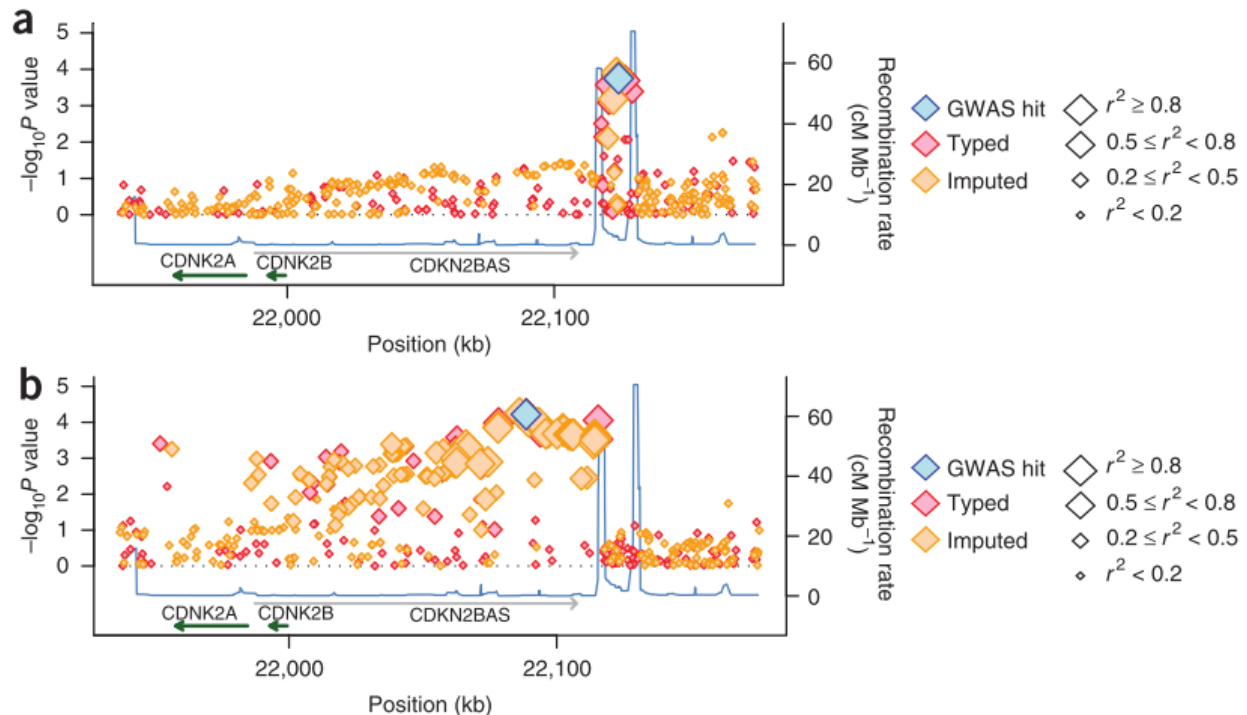 a
5
4
3
2
1
0
–log10 P value
60
40
20
0
Recombination rate
(cM Mb−1)
CDNK2A
CDNK2B
CDKN2BAS
22,000
22,100
Position (kb)
GWAS hit
Typed
Imputed
r2 ≥ 0.8
0.5 ≤ r2 < 0.8
0.2 ≤ r2 < 0.5
r2 < 0.2
b
5
4
3
2
1
0
–log10 P value
60
40
20
0
Recombination rate
(cM Mb−1)
CDNK2A
CDNK2B
CDKN2BAS
22,000
22,100
Position (kb)
GWAS hit
Typed
Imputed
r2 ≥ 0.8
0.5 ≤ r2 < 0.8
0.2 ≤ r2 < 0.5
r2 < 0.2